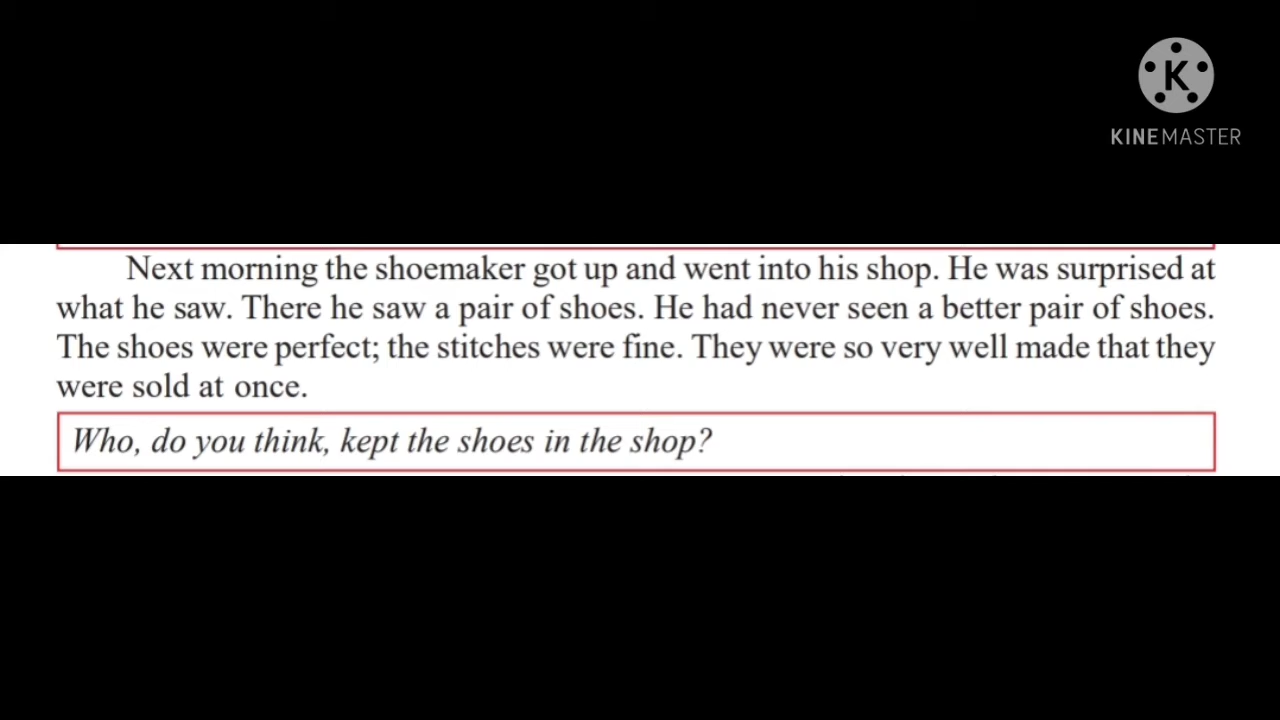 K
KINEMASTER
Next morning the shoemaker got up and went into his shop. He was surprised at
what he saw. There he saw a pair of shoes. He had never seen a better pair of shoes.
The shoes were perfect; the stitches were fine. They were so very well made that they
were sold at once.
Who, do you think, kept the shoes in the shop?